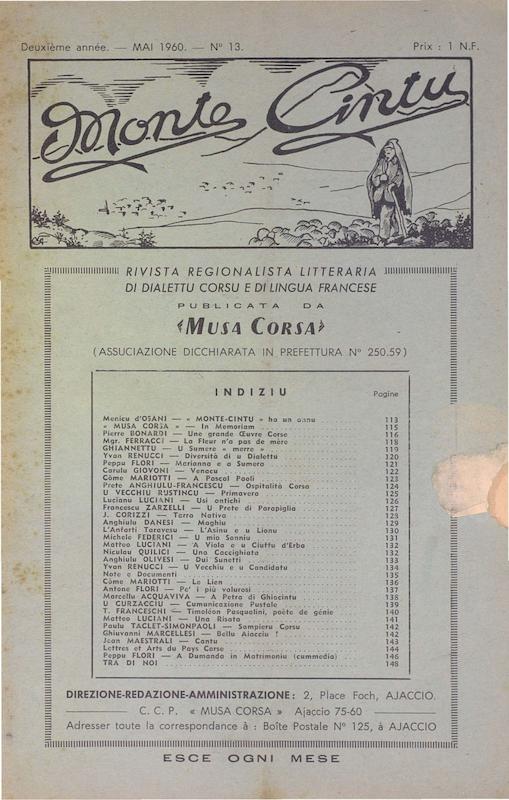 Deuxième année. — MAI 1960. — N° 13. Prix : 1 N.F.
Monte Cintu
RIVISTA REGIONALISTA LITTERARIA
DI DIALETTU CORSU E DI LINGUA FRANCESE
PUBLICATA DA
«MUSA CORSA»
(ASSUCIAZIONE DICCHIARATA IN PREFETTURA N° 250.59)
INDIZIU Pagine
Menicu d'OSANI — « MONTE-CINTU » ha un annu 113
« MUSA CORSA » — In Memoriam 115
Pierre BONARDI — Une grande Œuvre Corse 116
Mgr. FERRACCI — La Fleur n'a pas de mère 118
GHIANNETTU — U Sumere « merre » 119
Yvan RENUCCI — Diversità di u Dialettu 120
Peppu FLORI — Marianna e a Sumera 121
Carulu GIOVONI — Venacu 122
Côme MARIOTTI — A Pascal Paoli 123
Prete ANGHIULU-FRANCESCU — Ospitalità Corsa 124
U VECCHIU RUSTINCU — Primavera 125
Lucianu LUCIANI — Usi antichi 126
Francescu ZARZELLI — U Prete di Parapiglia 127
J. CORIZZI — Terra Nativa 128
Anghiulu DANESI — Maghiu 129
L'Anfarti Taravesu — L'Asinu e u Lionu 130
Michele FEDERICI — U mio Sonniu 131
Matteu LUCIANI — A Viola e u Ciuffu d'Erba 132
Niculau QUILICI — Una Cacciighiata 132
Anghiulu OLIVESI — Dui Sunetti 133
Yvan RENUCCI — U Vecchiu e u Candidatu 134
Note e Documenti 135
Côme MARIOTTI — Le Lien 136
Antone FLORI — Pe' i più valurosi 137
Marcellu ACQUAVIVA — A Petra di Ghiocintu 138
U CURZACCIU — Cumunicazione Pustale 139
T. FRANCESCHI — Timoléon Pasqualini, poète de génie 140
Matteu LUCIANI — Una Risata 141
Paulu TACLET-SIMONPAOLI — Sampieru Corsu 142
Ghiuvanni MARCELLESI — Bellu Aiacciu ! 142
Jean MAESTRALI — Cantu 143
Lettres et Arts du Pays Corse 144
Peppu FLORI — A Dumanda in Matrimoniu (cummedia) 146
TRA DI NOI 148
DIREZIONE-REDAZIONE-AMMINISTRAZIONE : 2, Place Foch, AJACCIO.
C. C. P. « MUSA CORSA » Ajaccio 75-60
Adresser toute la correspondance à : Boîte Postale N° 125, à AJACCIO
ESCE OGNI MESE